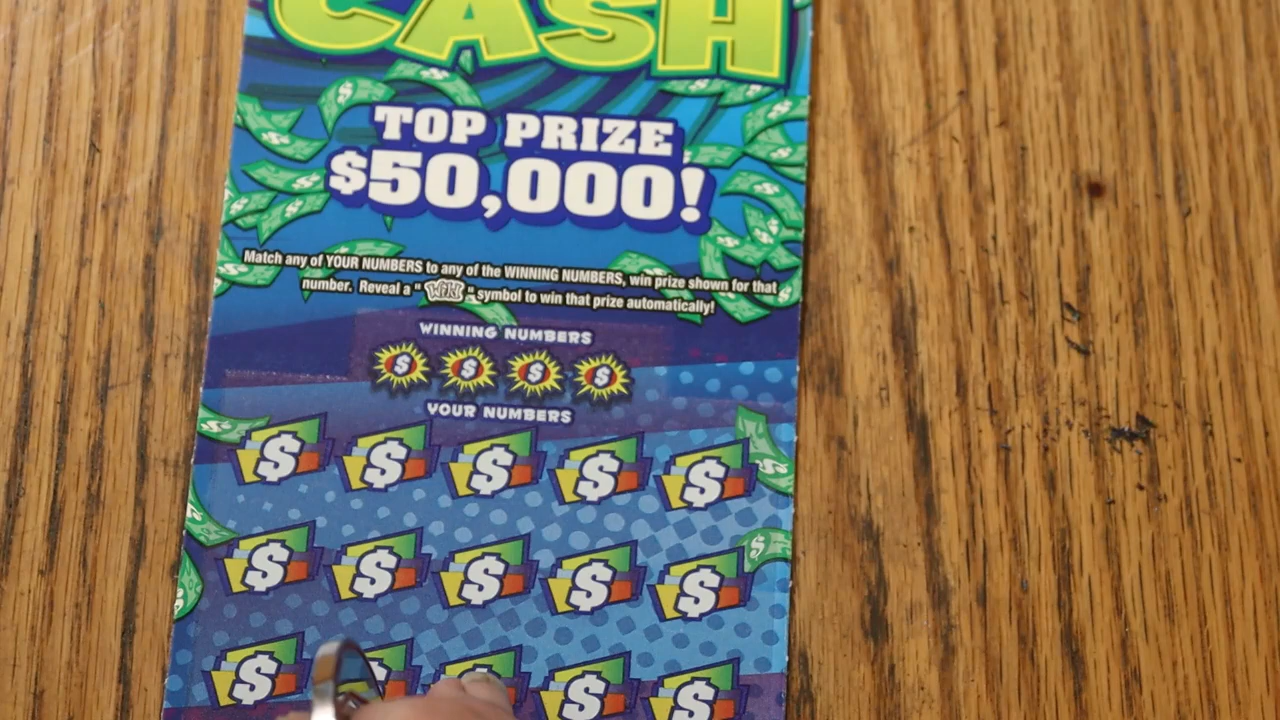 CASH
TOP PRIZE
$50,000!
Match any of YOUR NUMBERS to any of the WINNING NUMBERS, win prize shown for that
number. Reveal a "WIN" symbol to win that prize automatically!
WINNING NUMBERS
$ $ $ $
YOUR NUMBERS
$ $ $ $ $
$ $ $ $ $
$ $ $ $